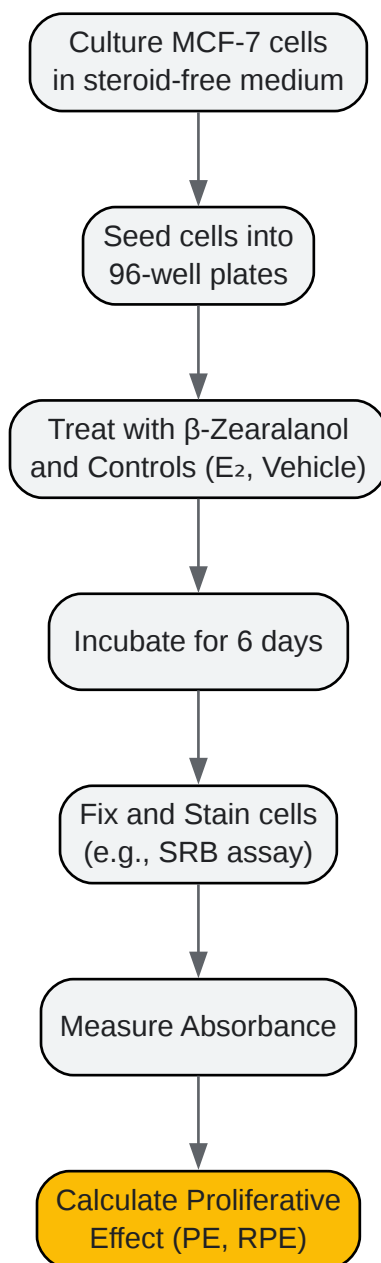 Culture MCF-7 cells
in steroid-free medium
Seed cells into
96-well plates
Treat with β-Zearalanol
and Controls (E₂, Vehicle)
Incubate for 6 days
Fix and Stain cells
(e.g., SRB assay)
Measure Absorbance
Calculate Proliferative
Effect (PE, RPE)